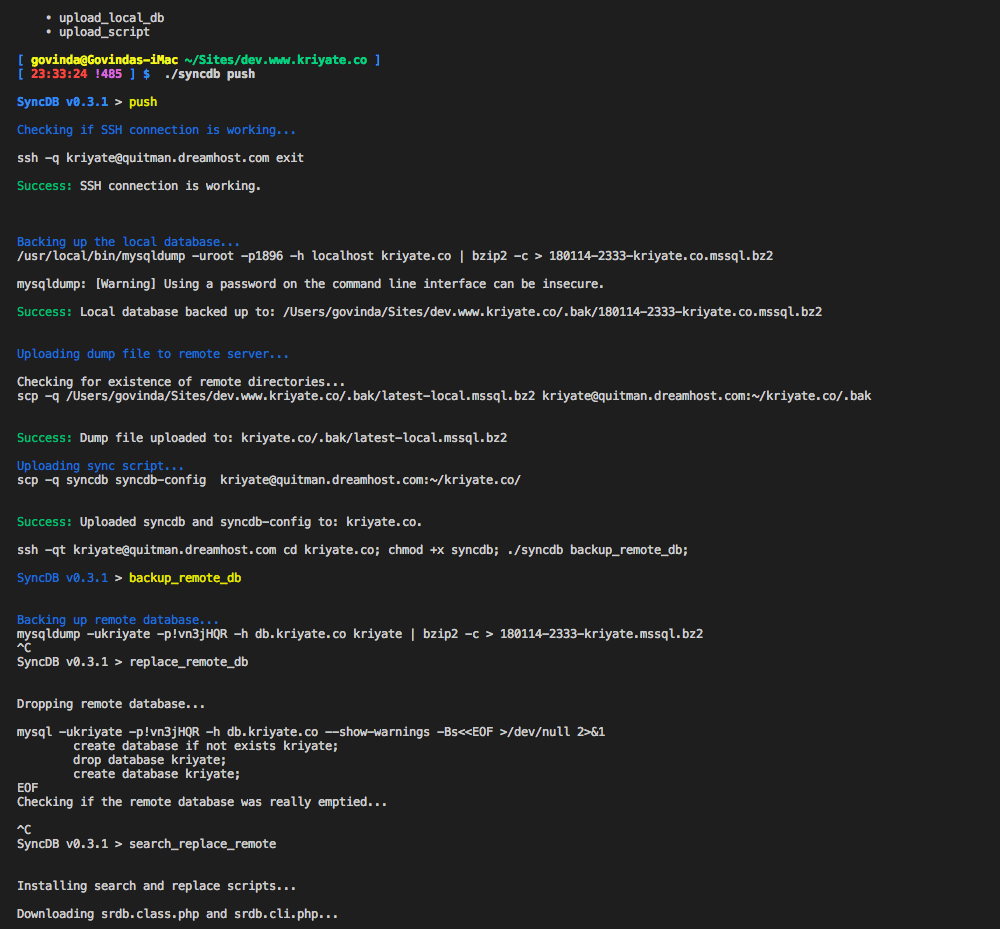 • upload_local_db
• upload_script
[ govinda@Govindas-iMac ~/Sites/dev.www.kriyate.co ]
[ 23:33:24 !485 ] $  ./syncdb push
SyncDB v0.3.1 > push
Checking if SSH connection is working...
ssh -q kriyate@quitman.dreamhost.com exit
Success: SSH connection is working.
Backing up the local database...
/usr/local/bin/mysqldump -uroot -p1896 -h localhost kriyate.co | bzip2 -c > 180114-2333-kriyate.co.mssql.bz2
mysqldump: [Warning] Using a password on the command line interface can be insecure.
Success: Local database backed up to: /Users/govinda/Sites/dev.www.kriyate.co/.bak/180114-2333-kriyate.co.mssql.bz2
Uploading dump file to remote server...
Checking for existence of remote directories...
scp -q /Users/govinda/Sites/dev.www.kriyate.co/.bak/latest-local.mssql.bz2 kriyate@quitman.dreamhost.com:~/kriyate.co/.bak
Success: Dump file uploaded to: kriyate.co/.bak/latest-local.mssql.bz2
Uploading sync script...
scp -q syncdb syncdb-config  kriyate@quitman.dreamhost.com:~/kriyate.co/
Success: Uploaded syncdb and syncdb-config to: kriyate.co.
ssh -qt kriyate@quitman.dreamhost.com cd kriyate.co; chmod +x syncdb; ./syncdb backup_remote_db;
SyncDB v0.3.1 > backup_remote_db
Backing up remote database...
mysqldump -ukriyate -p!vn3jHQR -h db.kriyate.co kriyate | bzip2 -c > 180114-2333-kriyate.mssql.bz2
^C
SyncDB v0.3.1 > replace_remote_db
Dropping remote database...
mysql -ukriyate -p!vn3jHQR -h db.kriyate.co --show-warnings -Bs<<EOF >/dev/null 2>&1
create database if not exists kriyate;
drop database kriyate;
create database kriyate;
EOF
Checking if the remote database was really emptied...
^C
SyncDB v0.3.1 > search_replace_remote
Installing search and replace scripts...
Downloading srdb.class.php and srdb.cli.php...